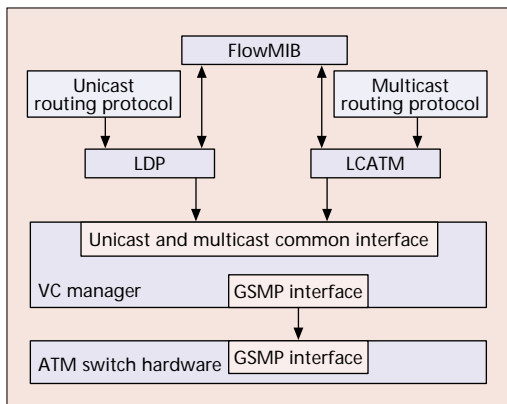 FlowMIB
Unicast
routing protocol
Multicast
routing protocol
LDP
LCATM
Unicast and multicast common interface
VC manager
GSMP interface
ATM switch hardware
GSMP interface